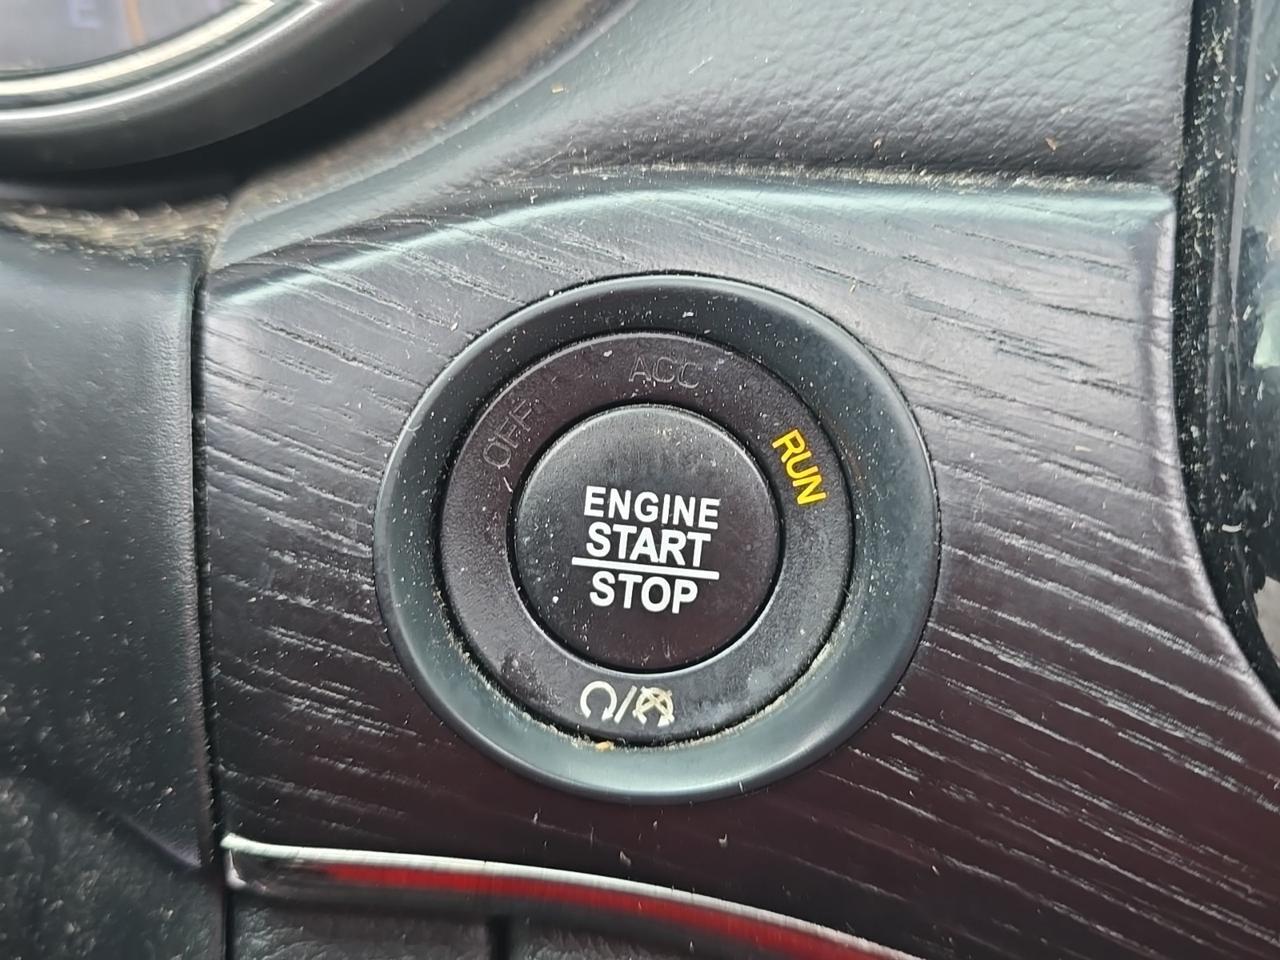 ACC
OFF
RUN
ENGINE
START
STOP